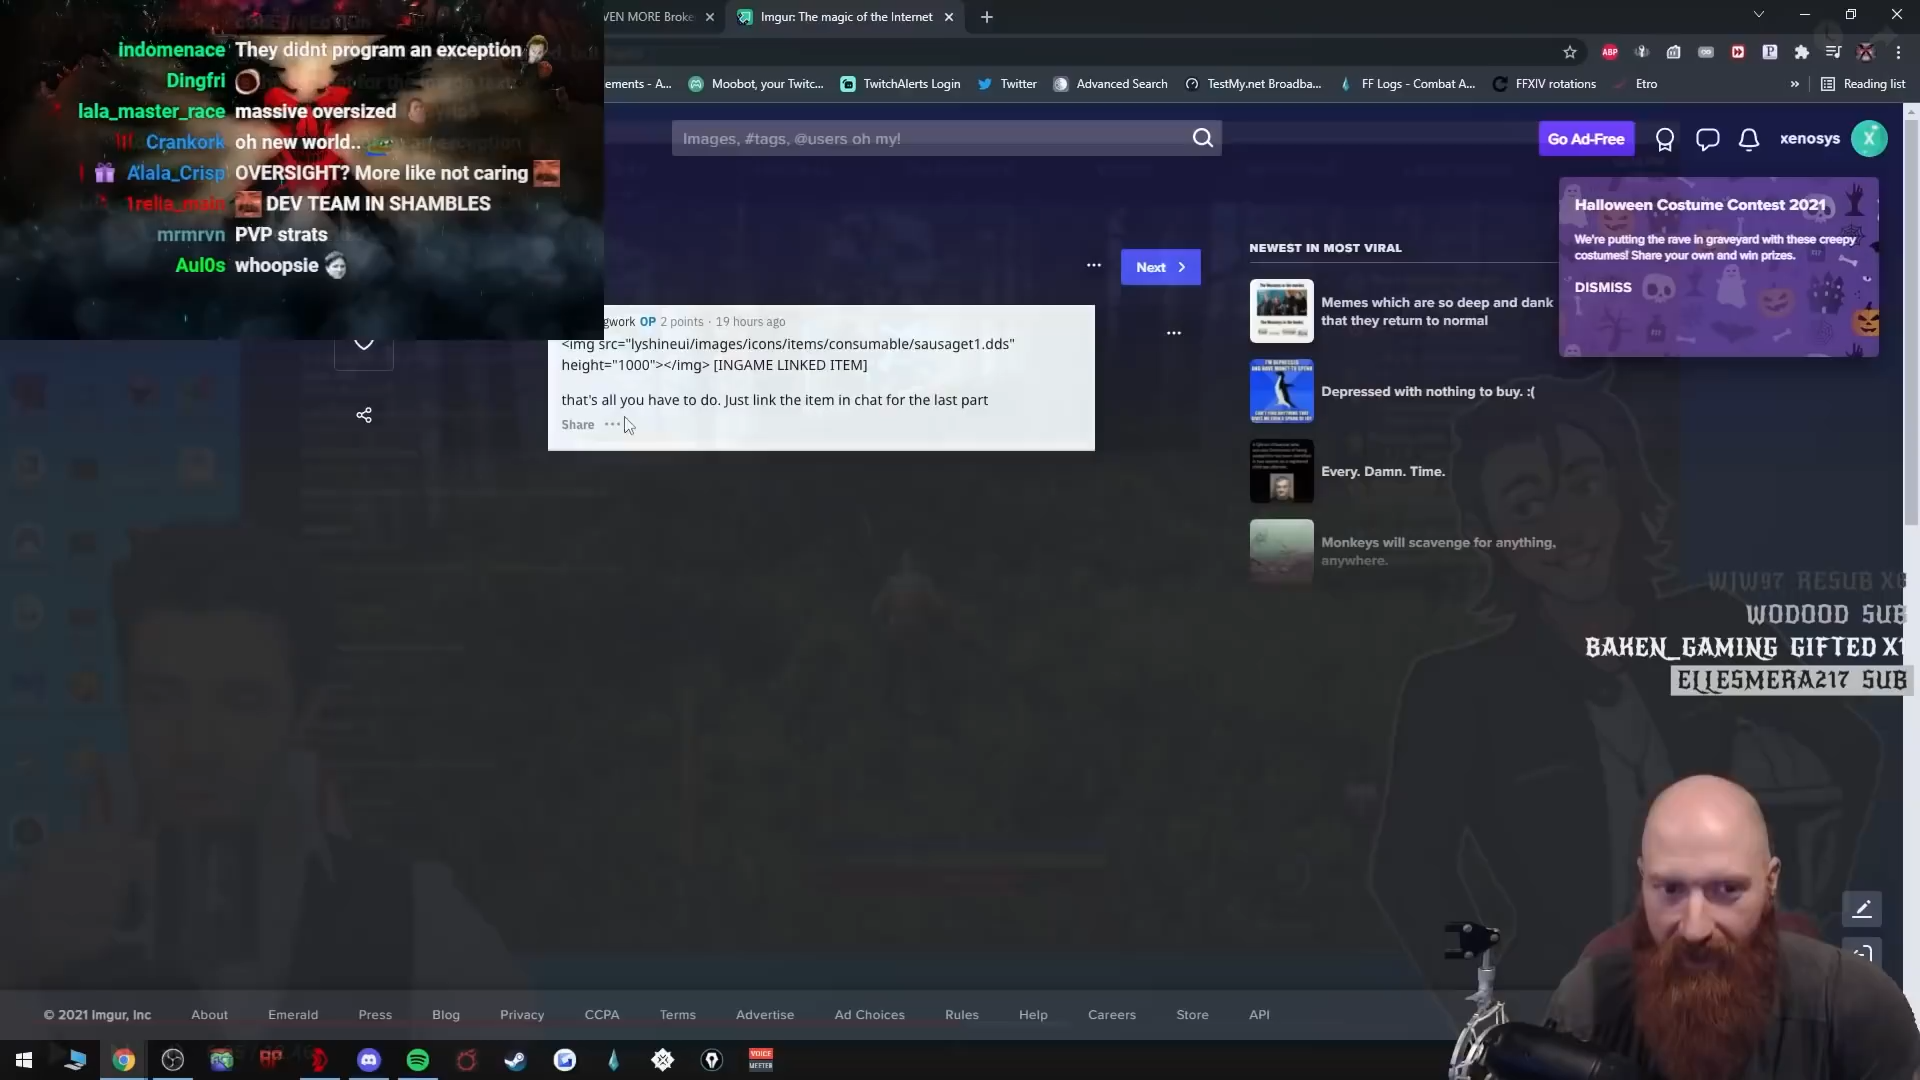 indomenace They didnt program an exception
Dingfri
lala_master_race massive oversized
Crankork oh new world..
Alala_Crisp OVERSIGHT? More like not caring
1relia_main DEV TEAM IN SHAMBLES
mrmrvn PVP strats
Aul0s whoopsie
VEN MORE Broke
Imgur: The magic of the Internet
ements - A...
Moobot, your Twitc...
TwitchAlerts Login
Twitter
Advanced Search
TestMy.net Broadba...
FF Logs - Combat A...
FFXIV rotations
Etro
Reading list
Images, #tags, @users oh my!
Go Ad-Free
xenosys
X
Halloween Costume Contest 2021
We're putting the rave in graveyard with these creepy
costumes! Share your own and win prizes.
DISMISS
Next
gwork OP 2 points · 19 hours ago
<img src="lyshineui/images/icons/items/consumable/sausaget1.dds"
height="1000"></img> [INGAME LINKED ITEM]
that's all you have to do. Just link the item in chat for the last part
Share
NEWEST IN MOST VIRAL
Memes which are so deep and dank
that they return to normal
Depressed with nothing to buy. :(
Every. Damn. Time.
Monkeys will scavenge for anything,
anywhere.
WODOOD SUB
BAKEN_GAMING GIFTED X1
ELLESMERA217 SUB
© 2021 Imgur, Inc
About
Emerald
Press
Blog
Privacy
CCPA
Terms
Advertise
Ad Choices
Rules
Help
Careers
Store
API
VOICE
MEETER